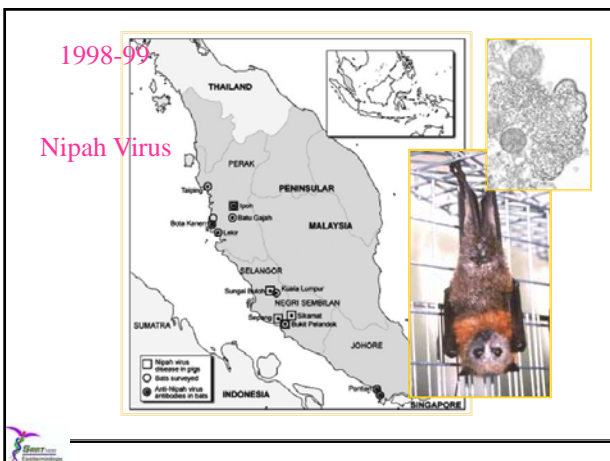 1998-99
THAILAND
Nipah Virus
PERAK
Taiping
Ipoh
PENINSULAR
Batu Gajah
Bota Kanen
Lekir
MALAYSIA
SELANGOR
Sungai Buloh
Kuala Lumpur
NEGRI SEMBILAN
Sepang
Sikamat
Bukit Pelandok
SUMATRA
JOHORE
Nipah virus
disease in pigs
Bats surveyed
Anti-Nipah virus
antibodies in bats
INDONESIA
SINGAPORE
Epidemiology